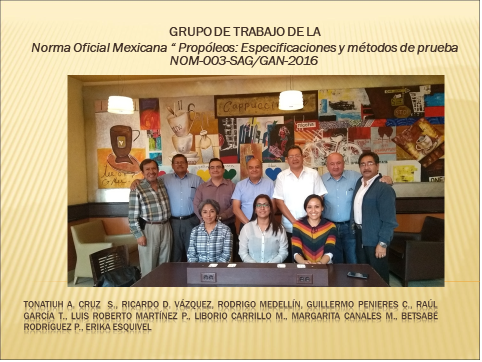 GRUPO DE TRABAJO DE LA
Norma Oficial Mexicana “ Propóleos: Especificaciones y métodos de prueba
NOM-003-SAG/GAN-2016
Cappuccino
TONATIUH A. CRUZ S., RICARDO D. VÁZQUEZ, RODRIGO MEDELLÍN, GUILLERMO PENIERES C., RAÚL
GARCÍA T., LUIS ROBERTO MARTÍNEZ P., LIBORIO CARRILLO M., MARGARITA CANALES M., BETSABÉ
RODRÍGUEZ P., ERIKA ESQUIVEL